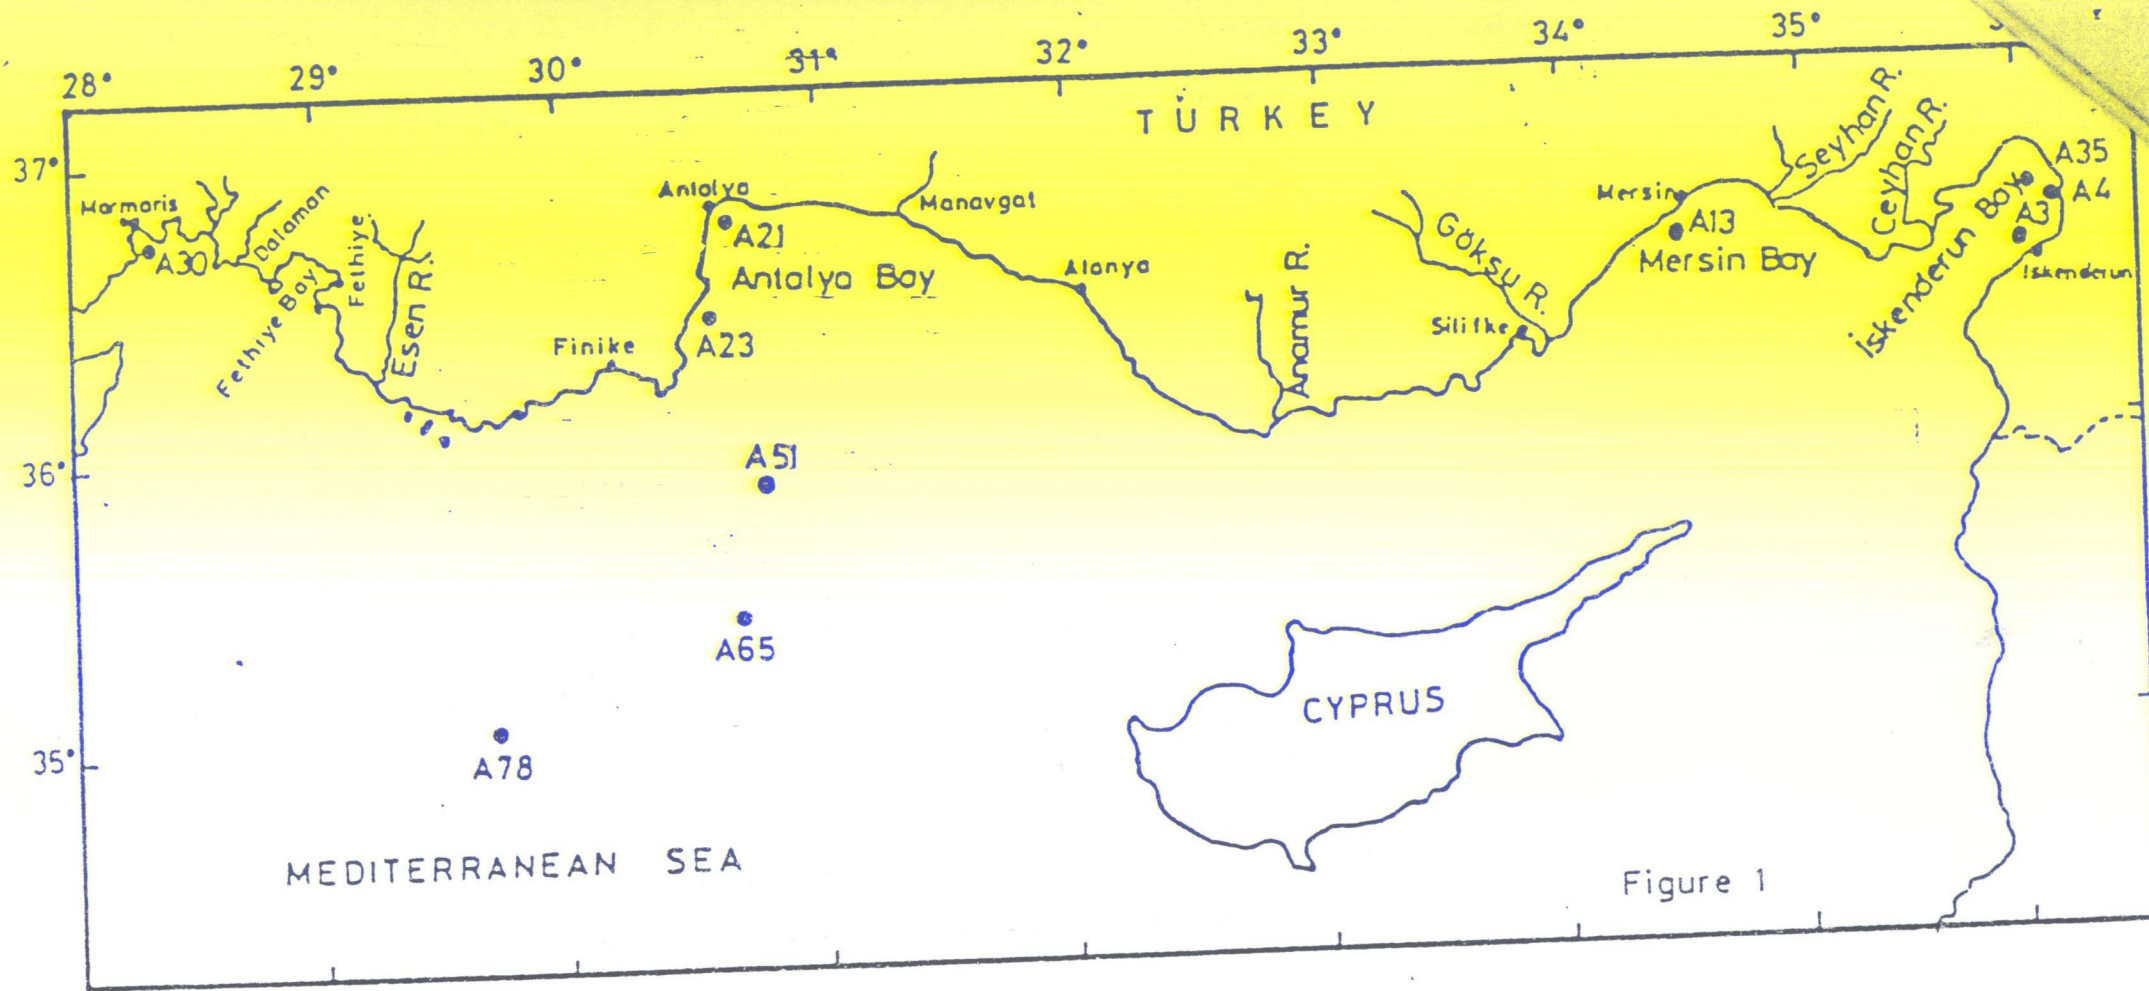 28° 29° 30° 31° 32° 33° 34° 35°
TÜRKEY
37°
36°
35°
Marmaris
A30
Dalaman
Fethiye Bay
Fethiye
Esen R.
Finike
Antalya
A21
Antalya Bay
A23
Manavgat
Alanya
Anamur R.
Göksu R.
Silifke
Mersin
A13
Mersin Bay
Seyhan R.
Ceyhan R.
İskenderun Bay
A35
A4
A3
İskenderun
A51
A65
A78
CYPRUS
MEDITERRANEAN SEA
Figure 1